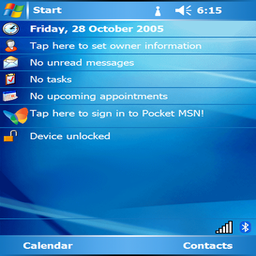 Start 6:15
Friday, 28 October 2005
Tap here to set owner information
No unread messages
No tasks
No upcoming appointments
Tap here to sign in to Pocket MSN!
Device unlocked
Calendar Contacts